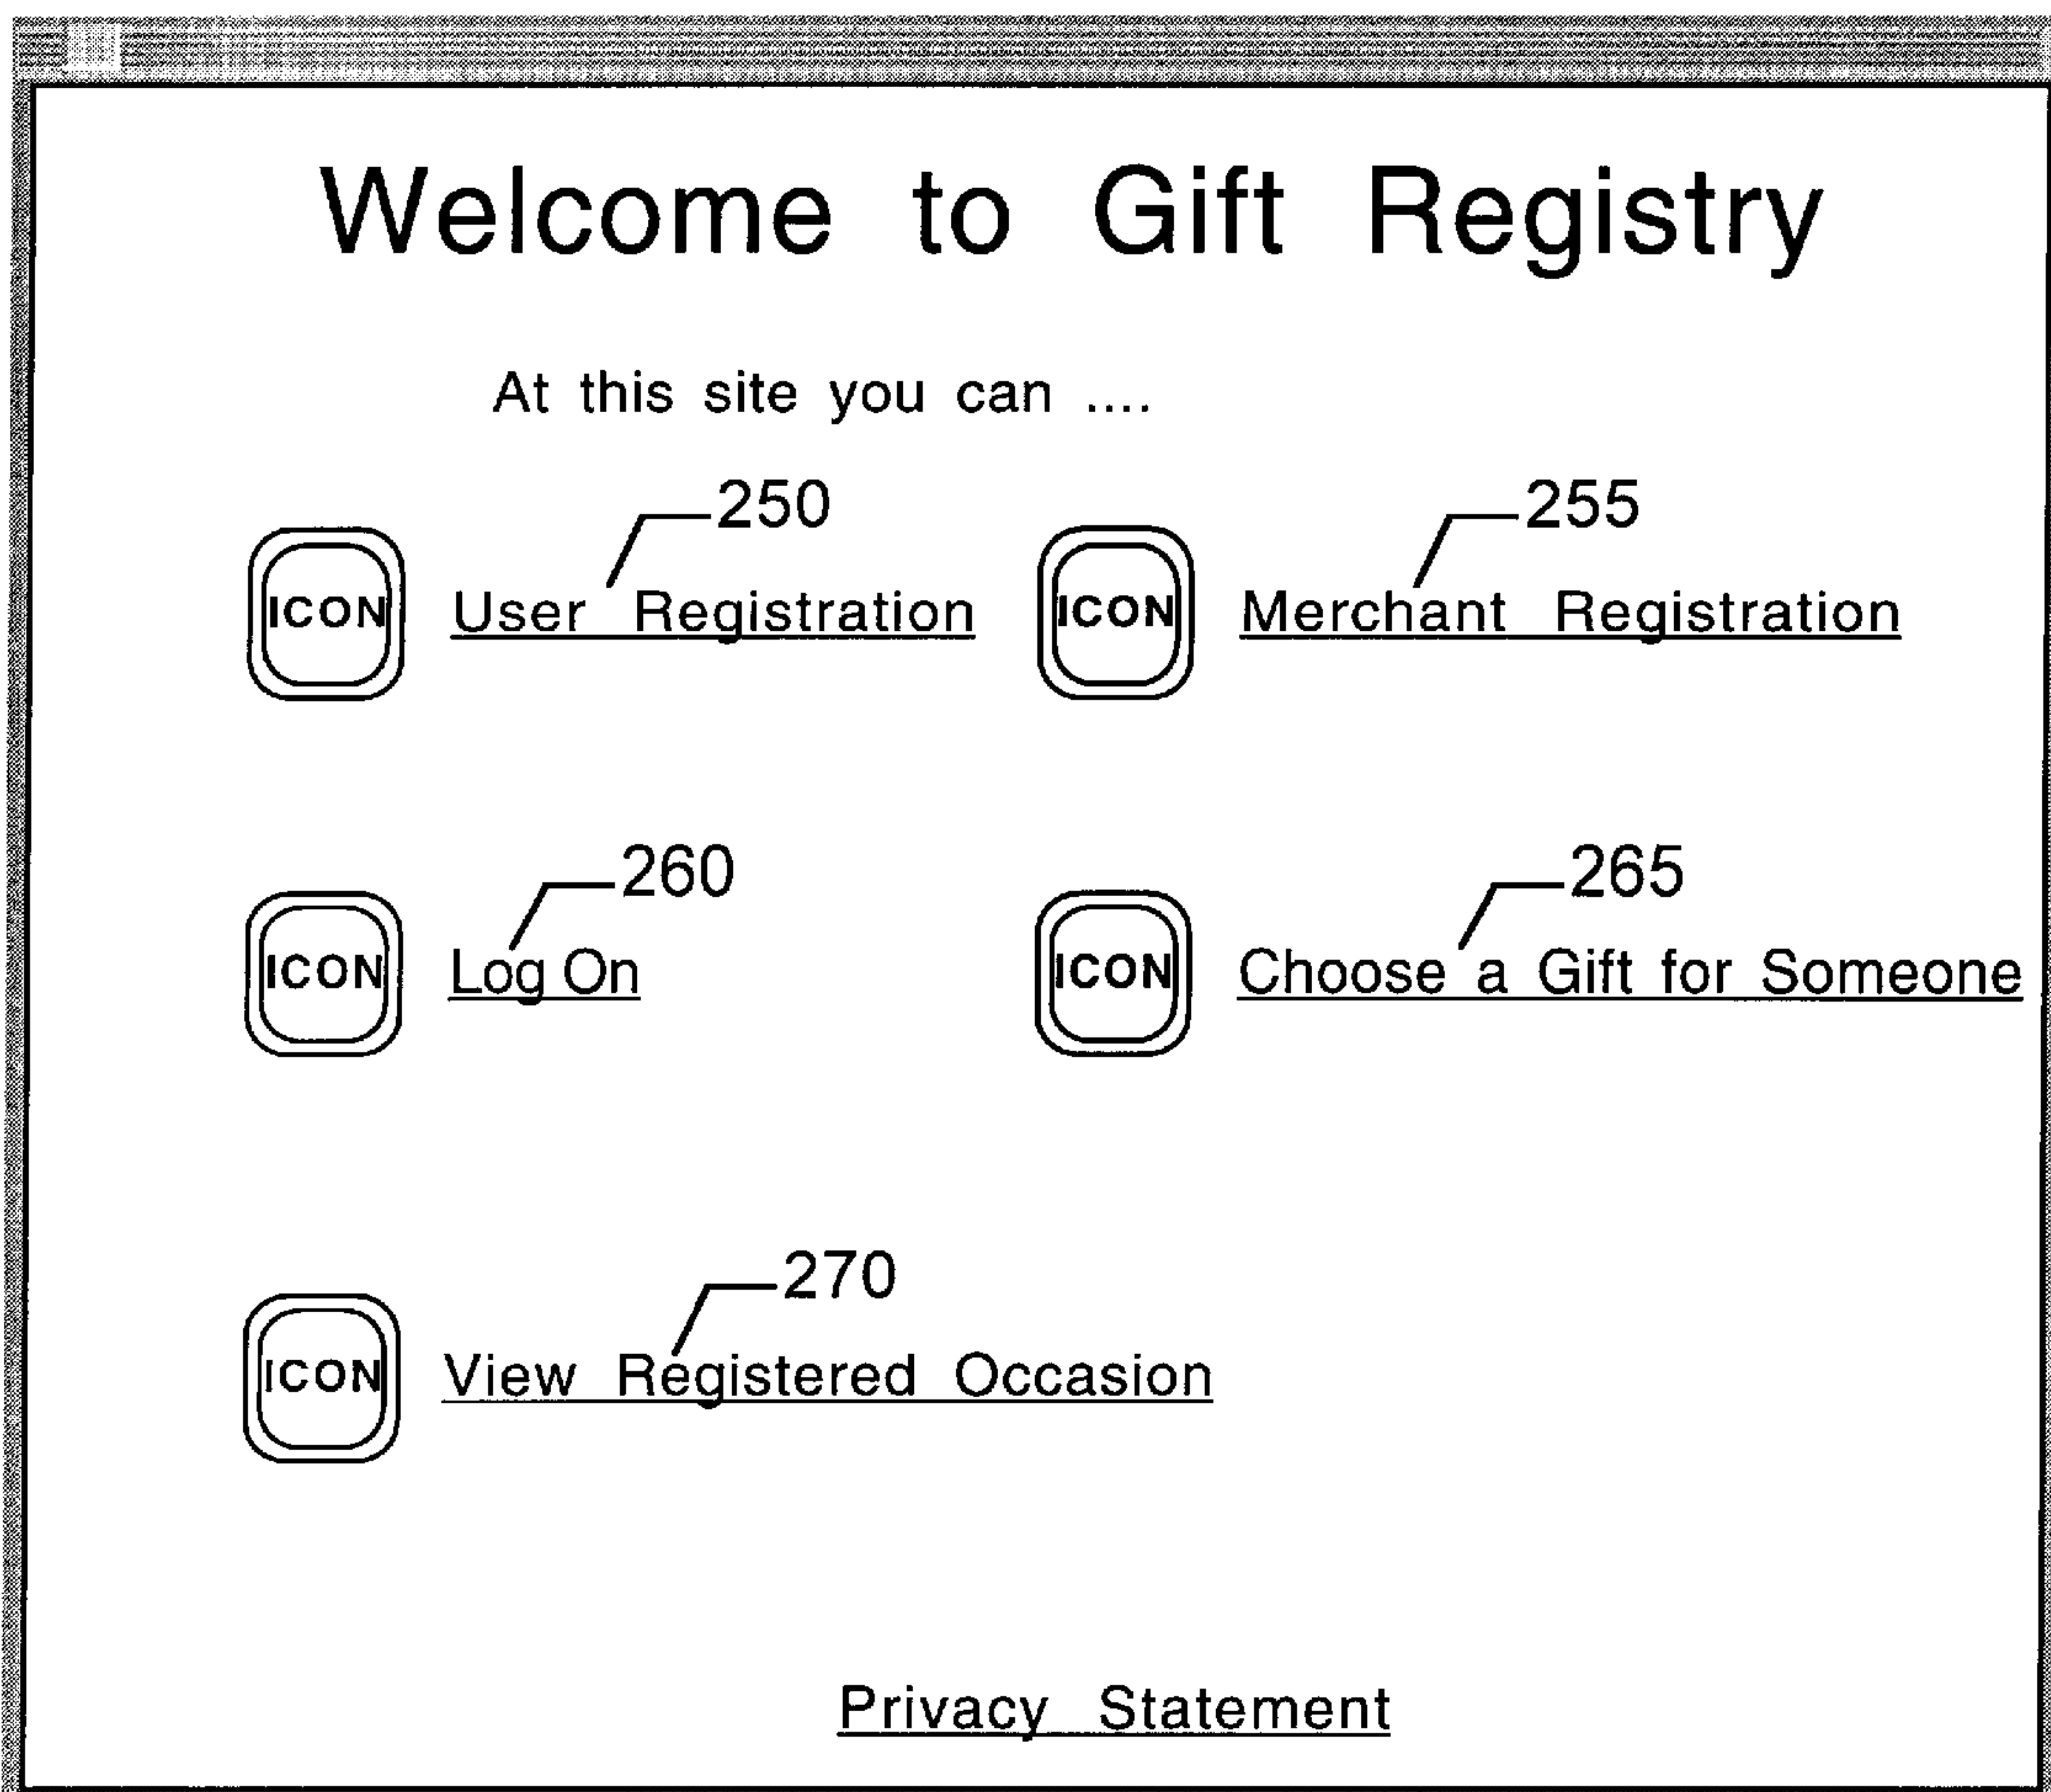 Welcome to Gift Registry
At this site you can ....
250 255
ICON User Registration ICON Merchant Registration
260 265
ICON Log On ICON Choose a Gift for Someone
270
ICON View Registered Occasion
Privacy Statement